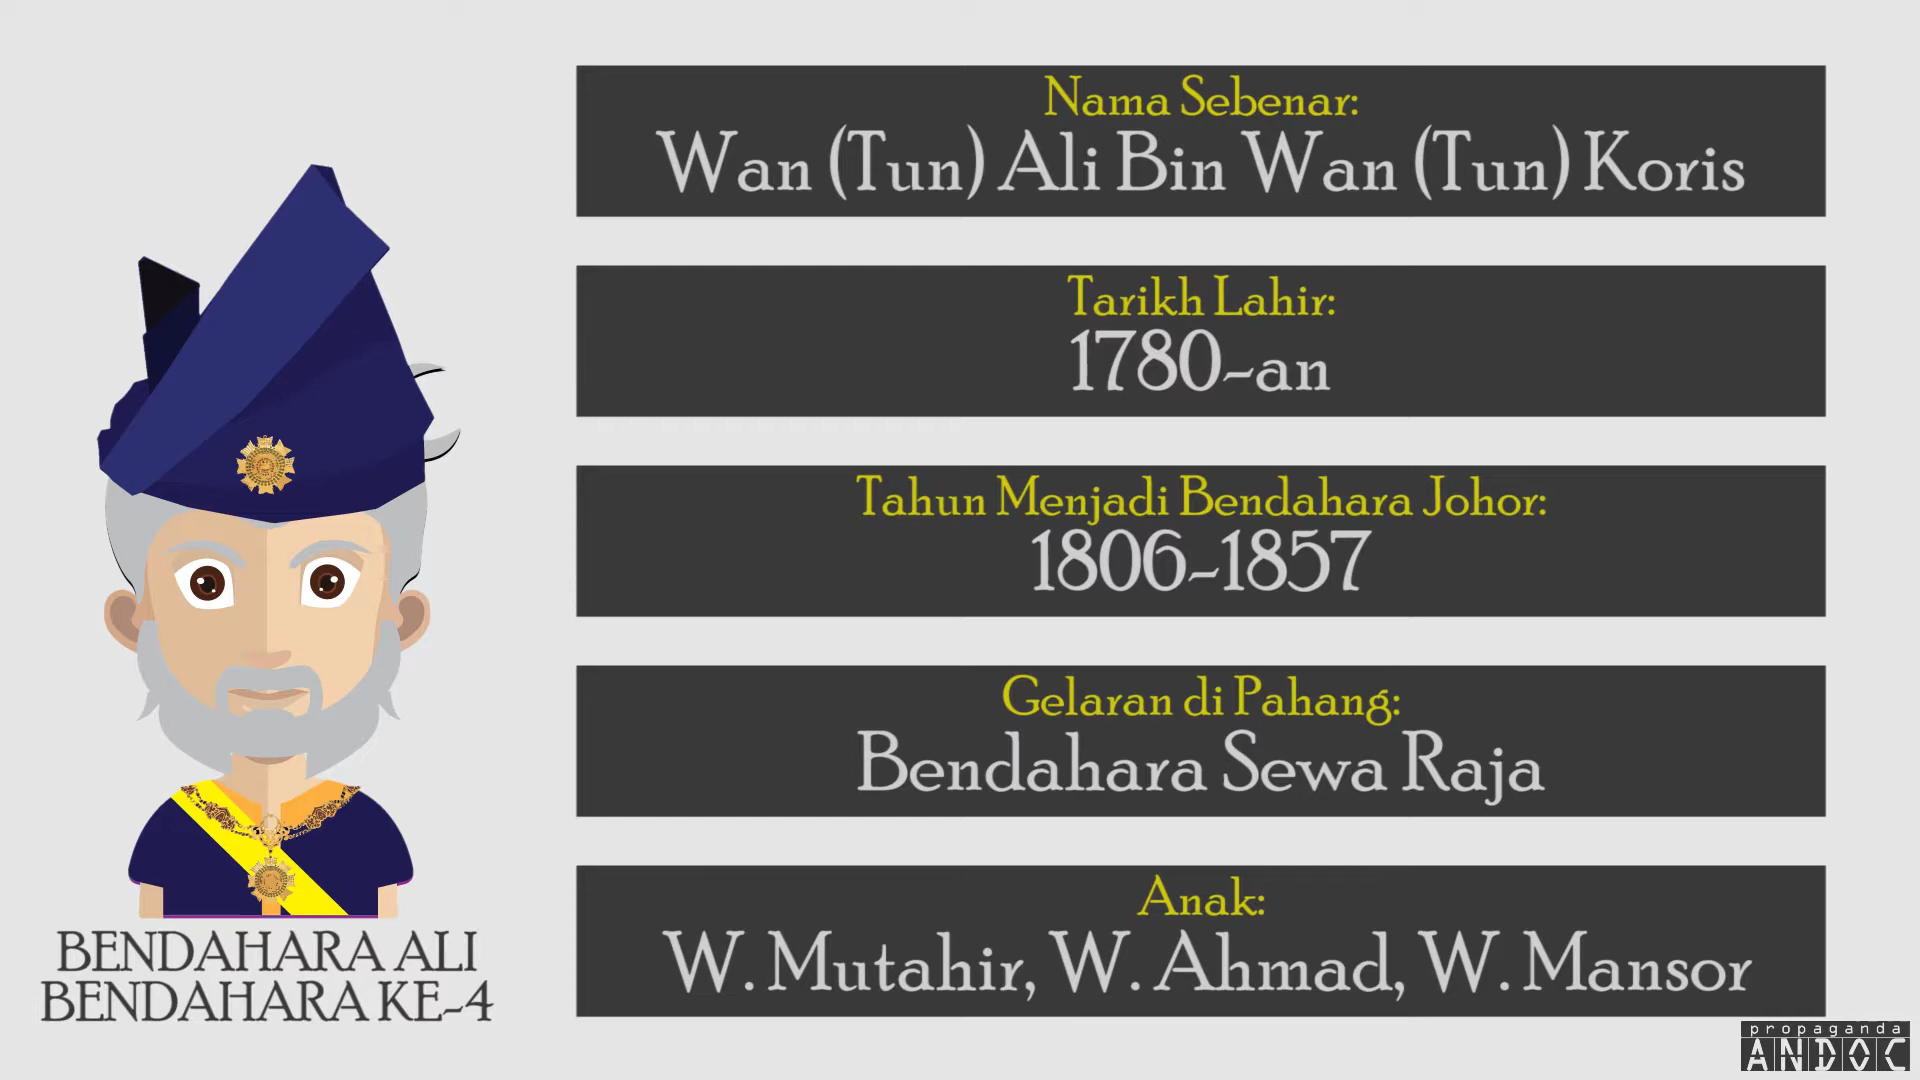 Nama Sebenar:
Wan (Tun) Ali Bin Wan (Tun) Koris
Tarikh Lahir:
1780-an
Tahun Menjadi Bendahara Johor:
1806-1857
Gelaran di Pahang:
Bendahara Sewa Raja
Anak:
W. Mutahir, W. Ahmad, W. Mansor
BENDAHARA ALI
BENDAHARA KE-4
propaganda
ANDOC